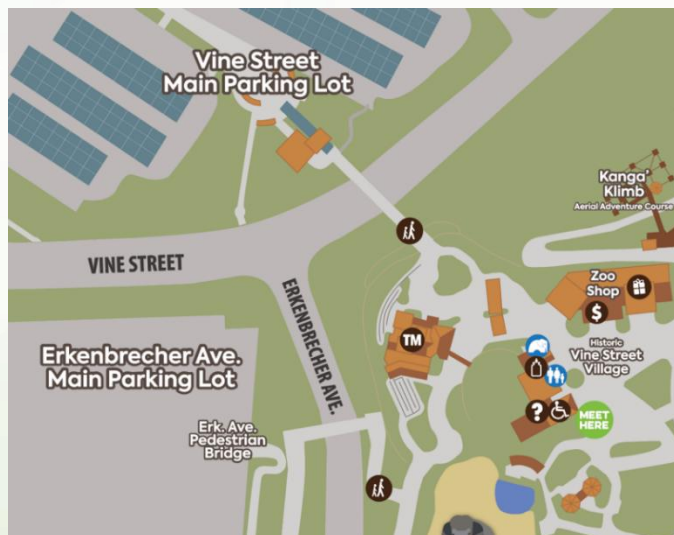 Vine Street
Main Parking Lot
Kanga'
Klimb
Aerial Adventure Course
VINE STREET
ERKENBRECHER AVE.
Zoo
Shop
$
TM
Historic
Vine Street
Village
Erkenbrecher Ave.
Main Parking Lot
?
MEET
HERE
Erk. Ave.
Pedestrian
Bridge